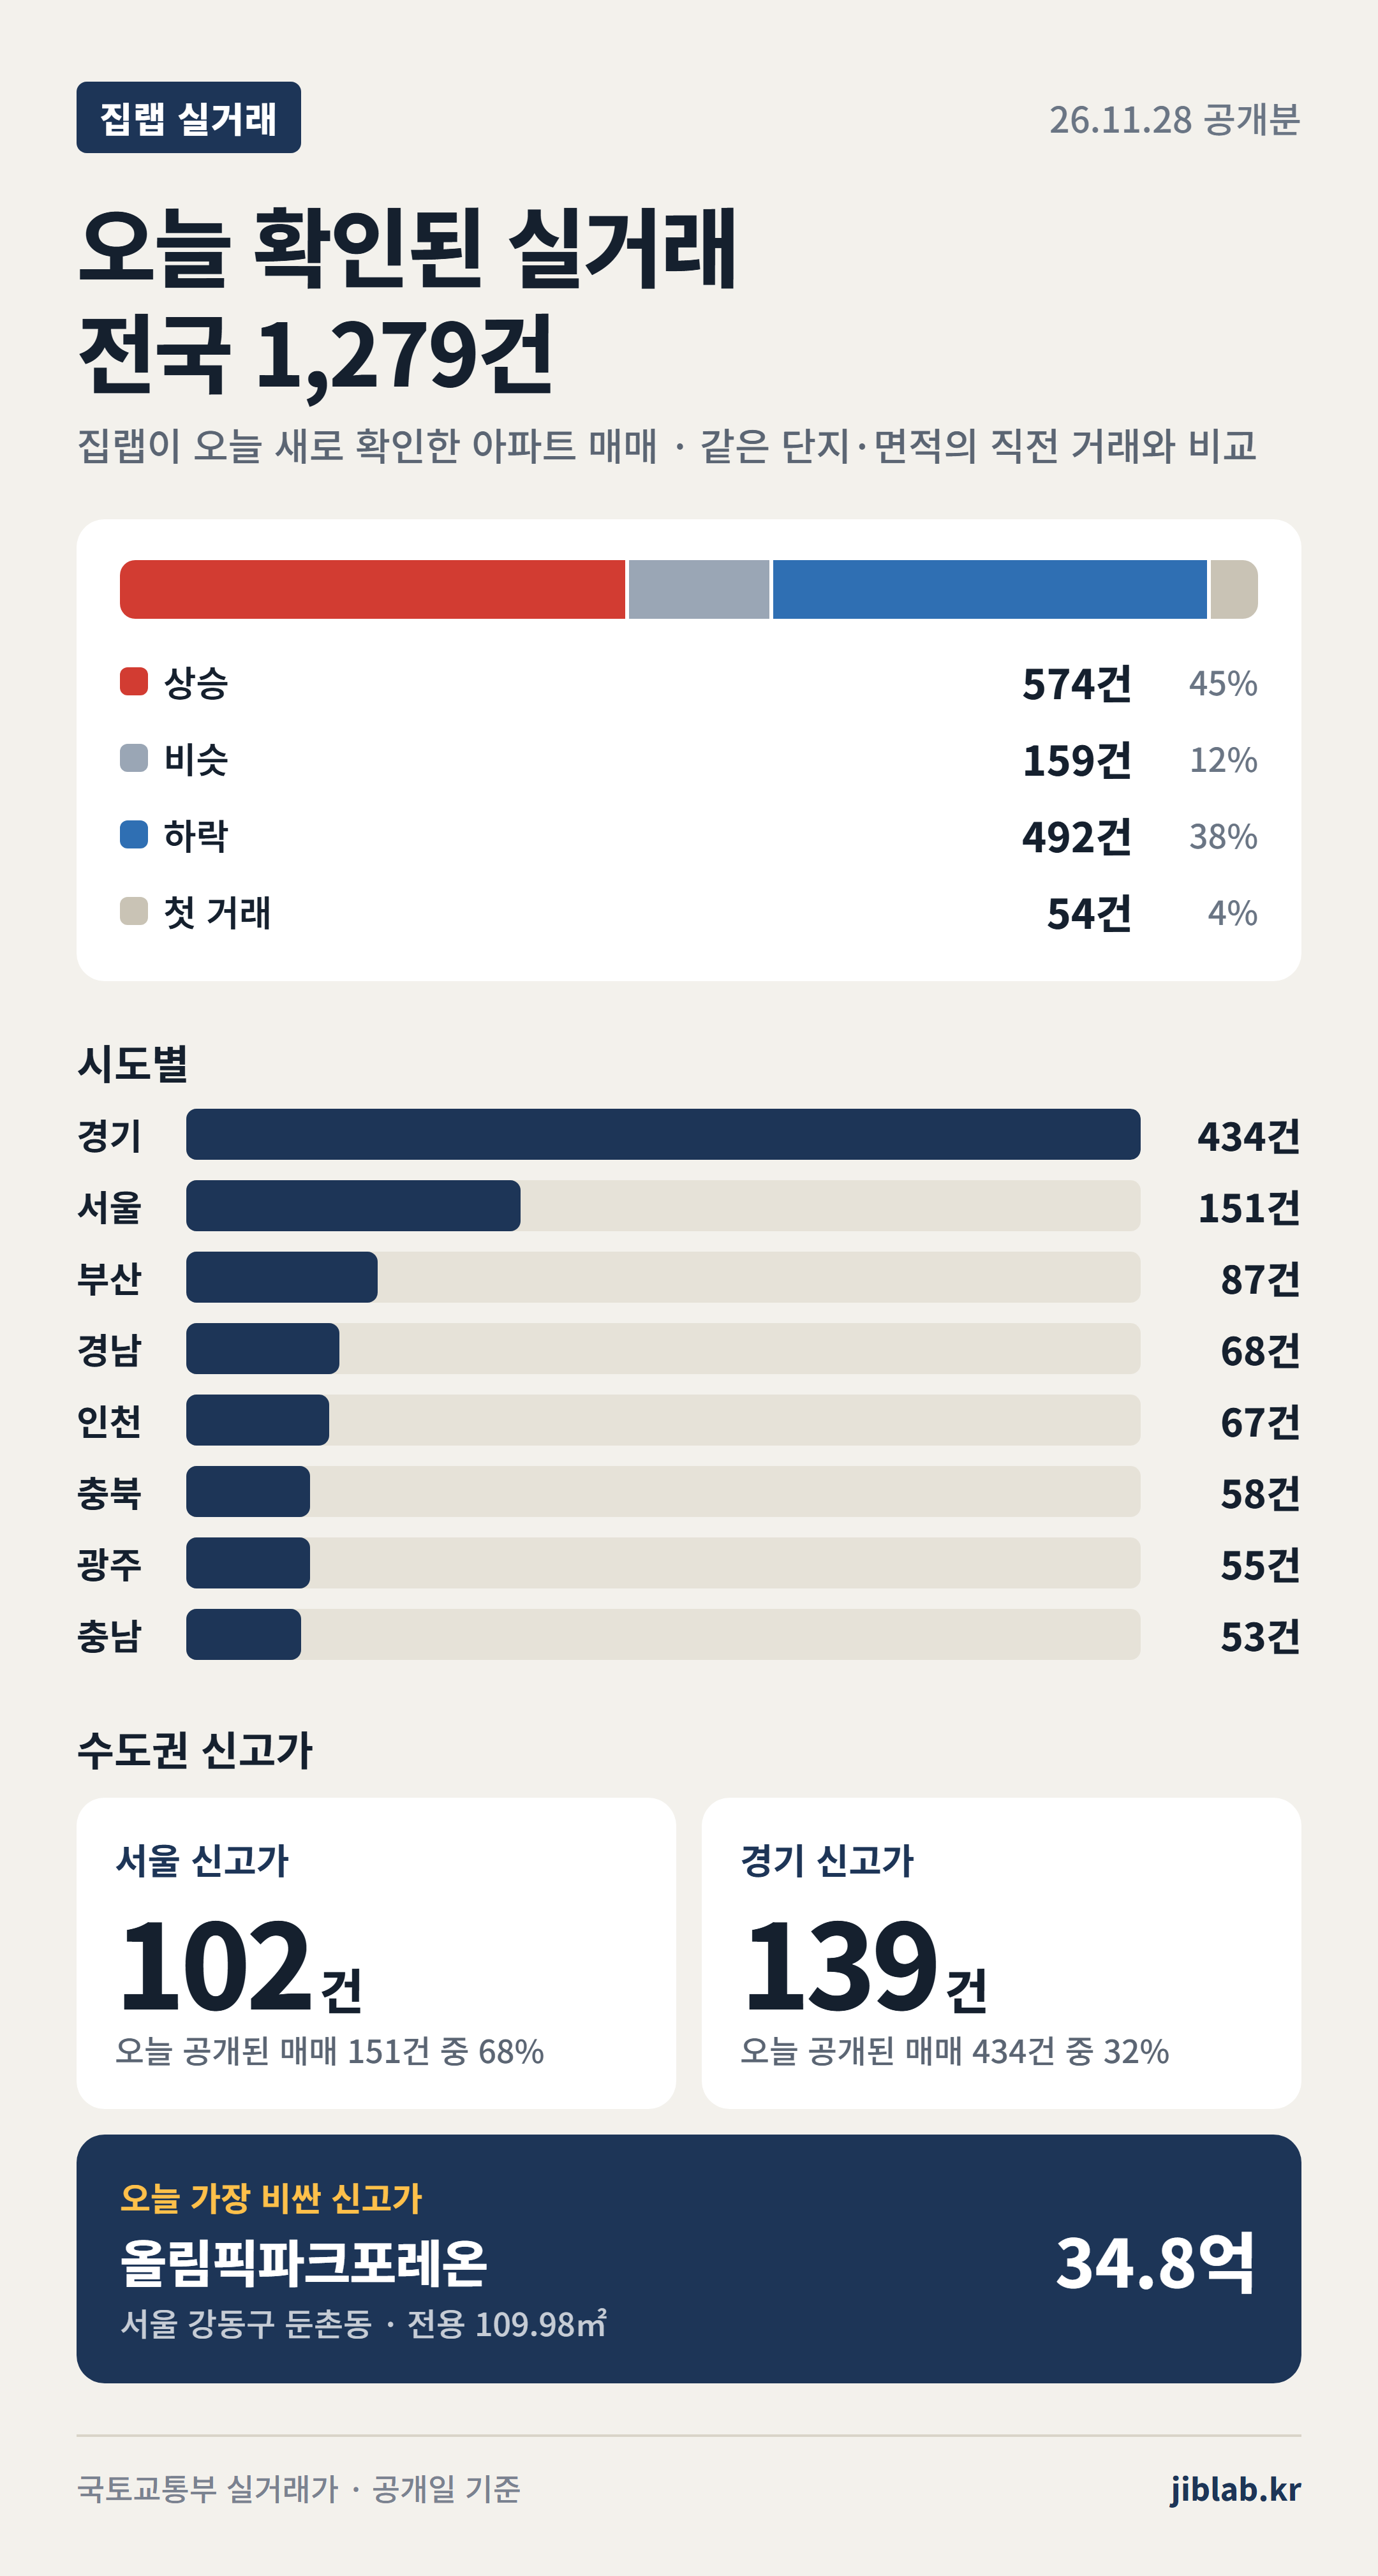 집랩 실거래
26.11.28 공개분
오늘 확인된 실거래
전국 1,279건
집랩이 오늘 새로 확인한 아파트 매매 · 같은 단지·면적의 직전 거래와 비교
상승 574건 45%
비슷 159건 12%
하락 492건 38%
첫 거래 54건 4%
시도별
경기 434건
서울 151건
부산 87건
경남 68건
인천 67건
충북 58건
광주 55건
충남 53건
수도권 신고가
서울 신고가
102건
오늘 공개된 매매 151건 중 68%
경기 신고가
139건
오늘 공개된 매매 434건 중 32%
오늘 가장 비싼 신고가
올림픽파크포레온
34.8억
서울 강동구 둔촌동 · 전용 109.98㎡
국토교통부 실거래가 · 공개일 기준
jiblab.kr